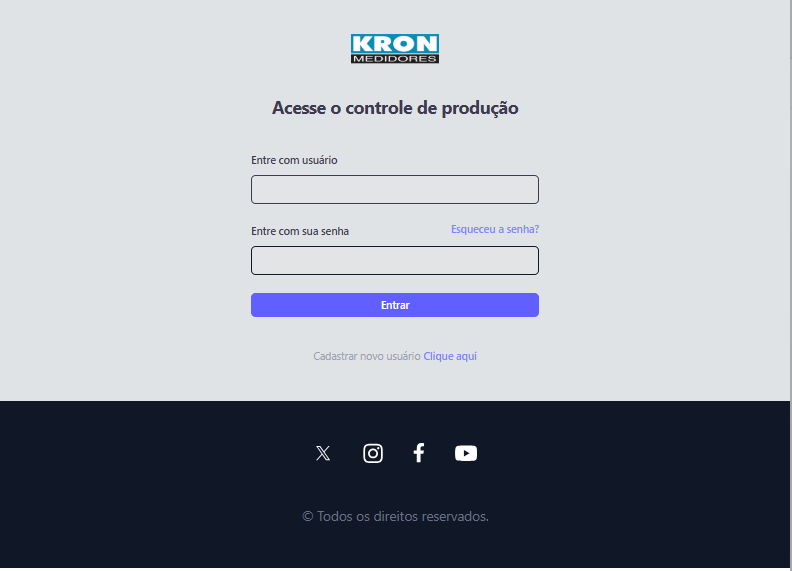 KRON
MEDIDORES
Acesse o controle de produção
Entre com usuário
Entre com sua senha
Esqueceu a senha?
Entrar
Cadastrar novo usuário Clique aquí
© Todos os direitos reservados.